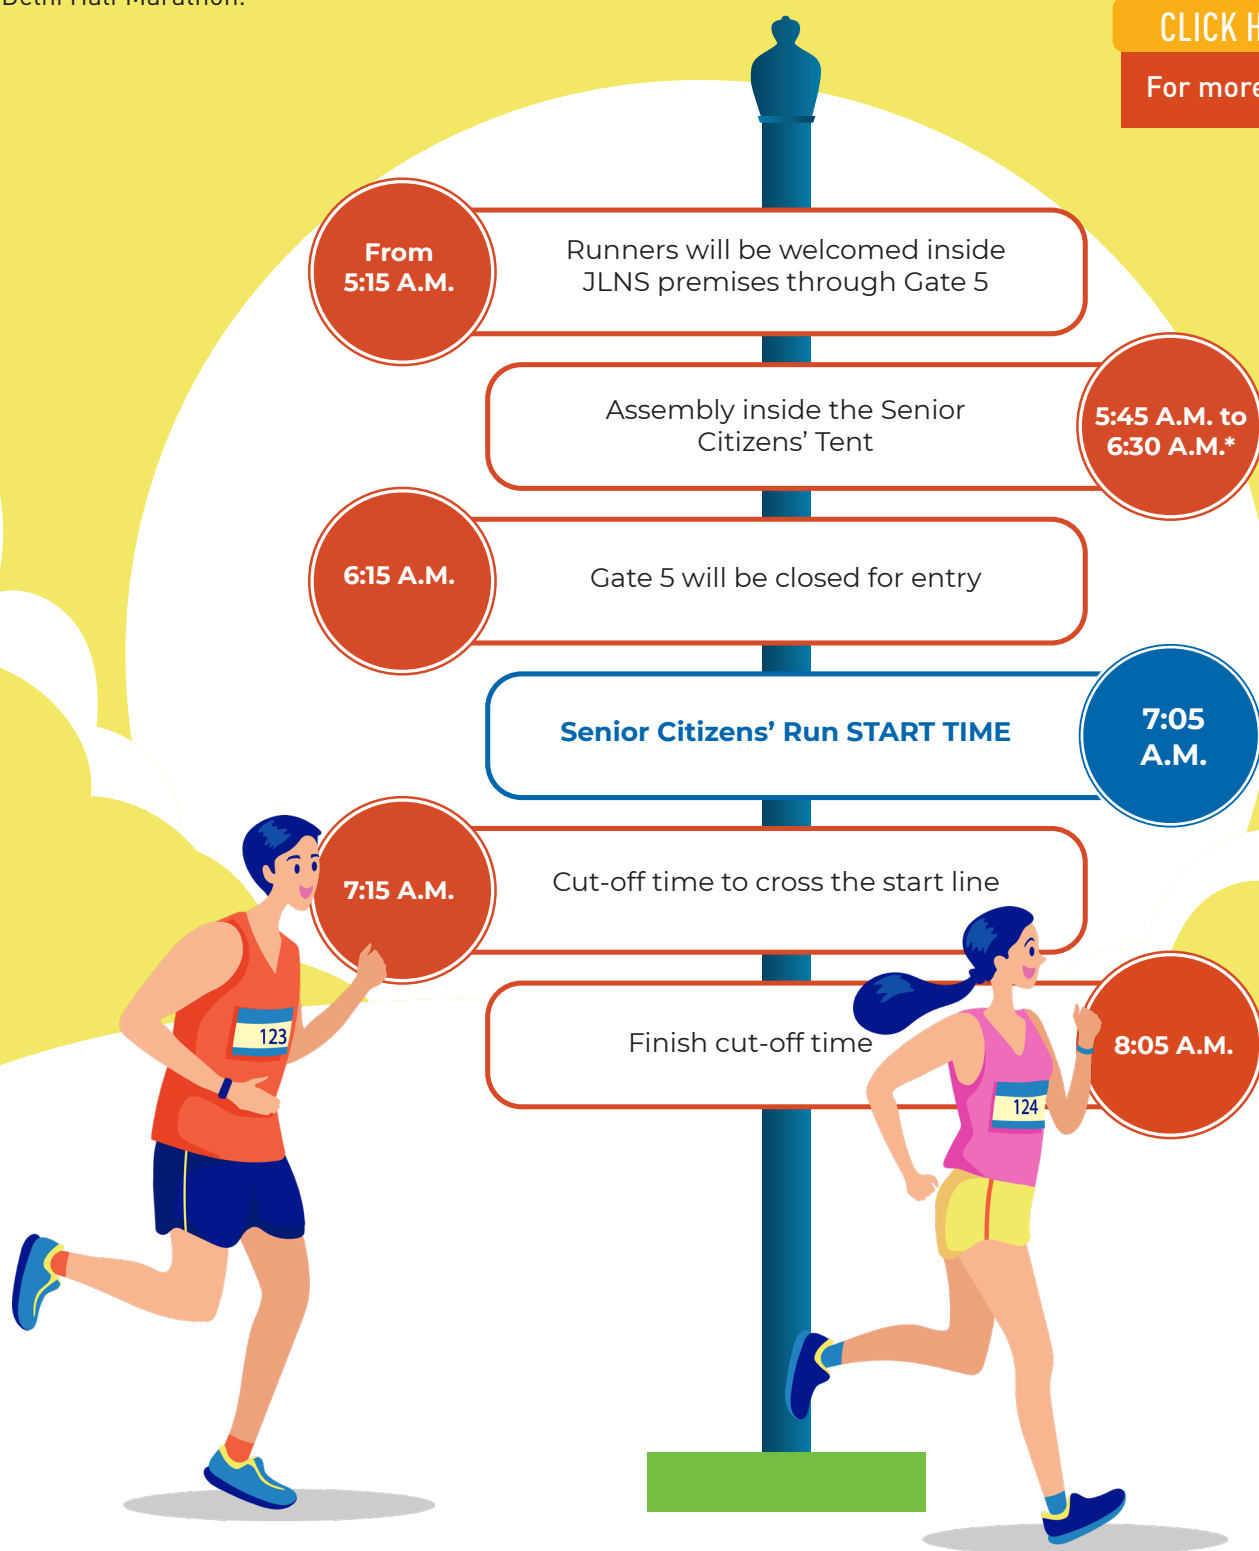 Delhi Half Marathon.
CLICK H
For more
From
5:15 A.M.
Runners will be welcomed inside
JLNS premises through Gate 5
Assembly inside the Senior
Citizens’ Tent
5:45 A.M. to
6:30 A.M.*
6:15 A.M.
Gate 5 will be closed for entry
Senior Citizens’ Run START TIME
7:05
A.M.
7:15 A.M.
Cut-off time to cross the start line
Finish cut-off time
8:05 A.M.
123
124